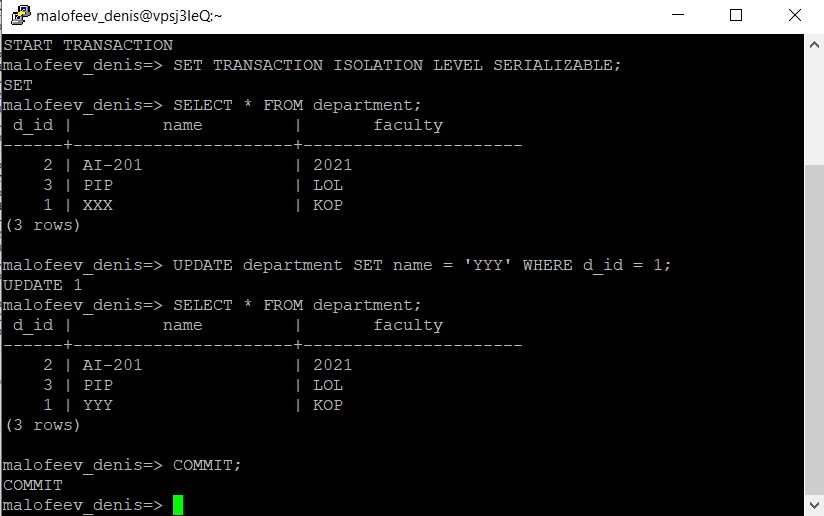 malofeev_denis@vpsj3IeQ:~
START TRANSACTION
malofeev_denis=> SET TRANSACTION ISOLATION LEVEL SERIALIZABLE;
SET
malofeev_denis=> SELECT * FROM department;
 d_id |         name         |       faculty
------+----------------------+----------------------
    2 | AI-201               | 2021
    3 | PIP                  | LOL
    1 | XXX                  | KOP
(3 rows)
malofeev_denis=> UPDATE department SET name = 'YYY' WHERE d_id = 1;
UPDATE 1
malofeev_denis=> SELECT * FROM department;
 d_id |         name         |       faculty
------+----------------------+----------------------
    2 | AI-201               | 2021
    3 | PIP                  | LOL
    1 | YYY                  | KOP
(3 rows)
malofeev_denis=> COMMIT;
COMMIT
malofeev_denis=>